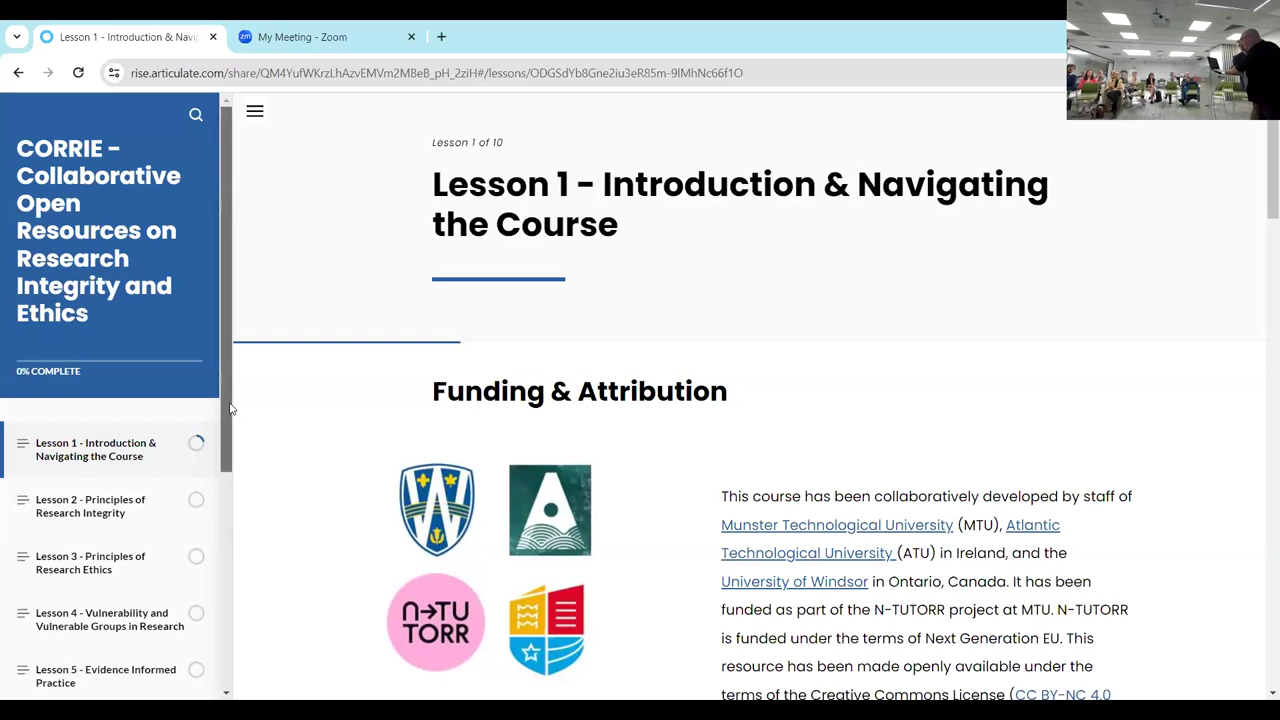 Lesson 1 - Introduction & Navig
My Meeting - Zoom
rise.articulate.com/share/QM4YufWKrzLhAzvEMVm2MBeB_pH_2ziH#/lessons/ODGSdYb8Gne2iu3eR85m-9lMhNc66f1O
CORRIE -
Collaborative
Open
Resources on
Research
Integrity and
Ethics
0% COMPLETE
Lesson 1 - Introduction &
Navigating the Course
Lesson 2 - Principles of
Research Integrity
Lesson 3 - Principles of
Research Ethics
Lesson 4 - Vulnerability and
Vulnerable Groups in Research
Lesson 5 - Evidence Informed
Practice
Lesson 1 of 10
Lesson 1 - Introduction & Navigating
the Course
Funding & Attribution
N→TU
TORR
This course has been collaboratively developed by staff of
Munster Technological University (MTU), Atlantic
Technological University (ATU) in Ireland, and the
University of Windsor in Ontario, Canada. It has been
funded as part of the N-TUTORR project at MTU. N-TUTORR
is funded under the terms of Next Generation EU. This
resource has been made openly available under the
terms of the Creative Commons License (CC BY-NC 4.0